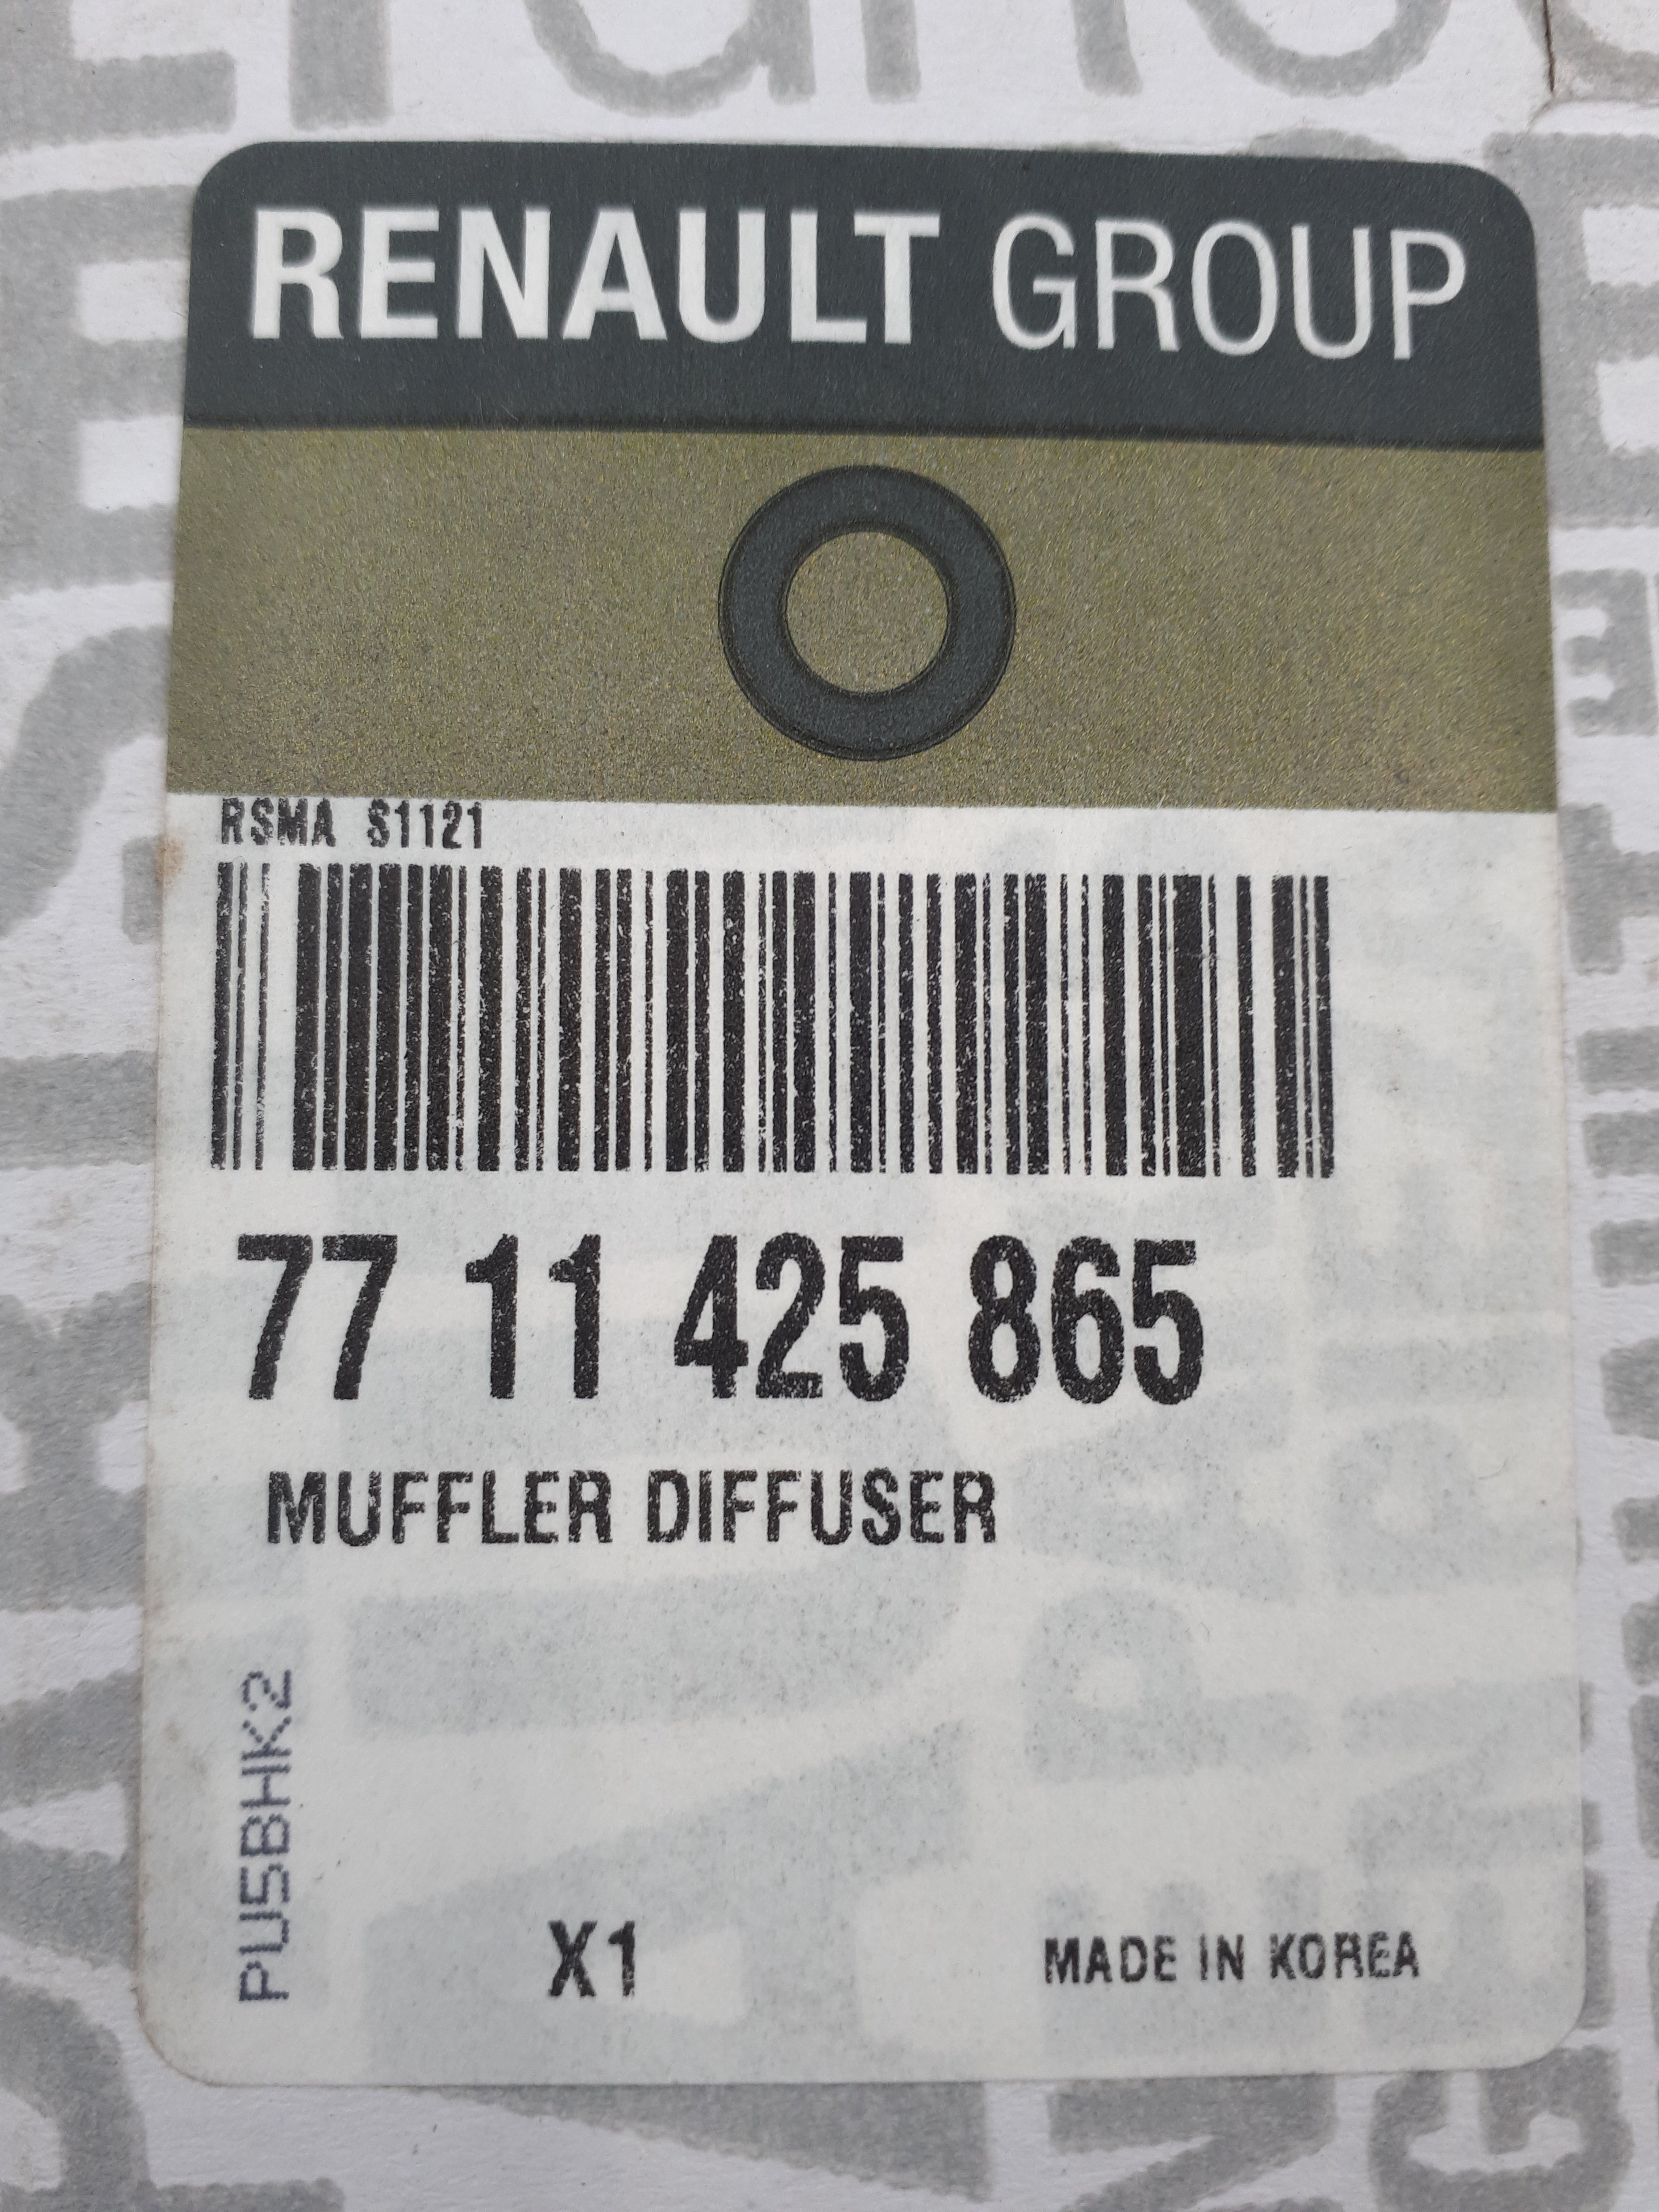 RENAULT GROUP
RSMA S1121
77 11 425 865
MUFFLER DIFFUSER
PU5BHK2
X1
MADE IN KOREA